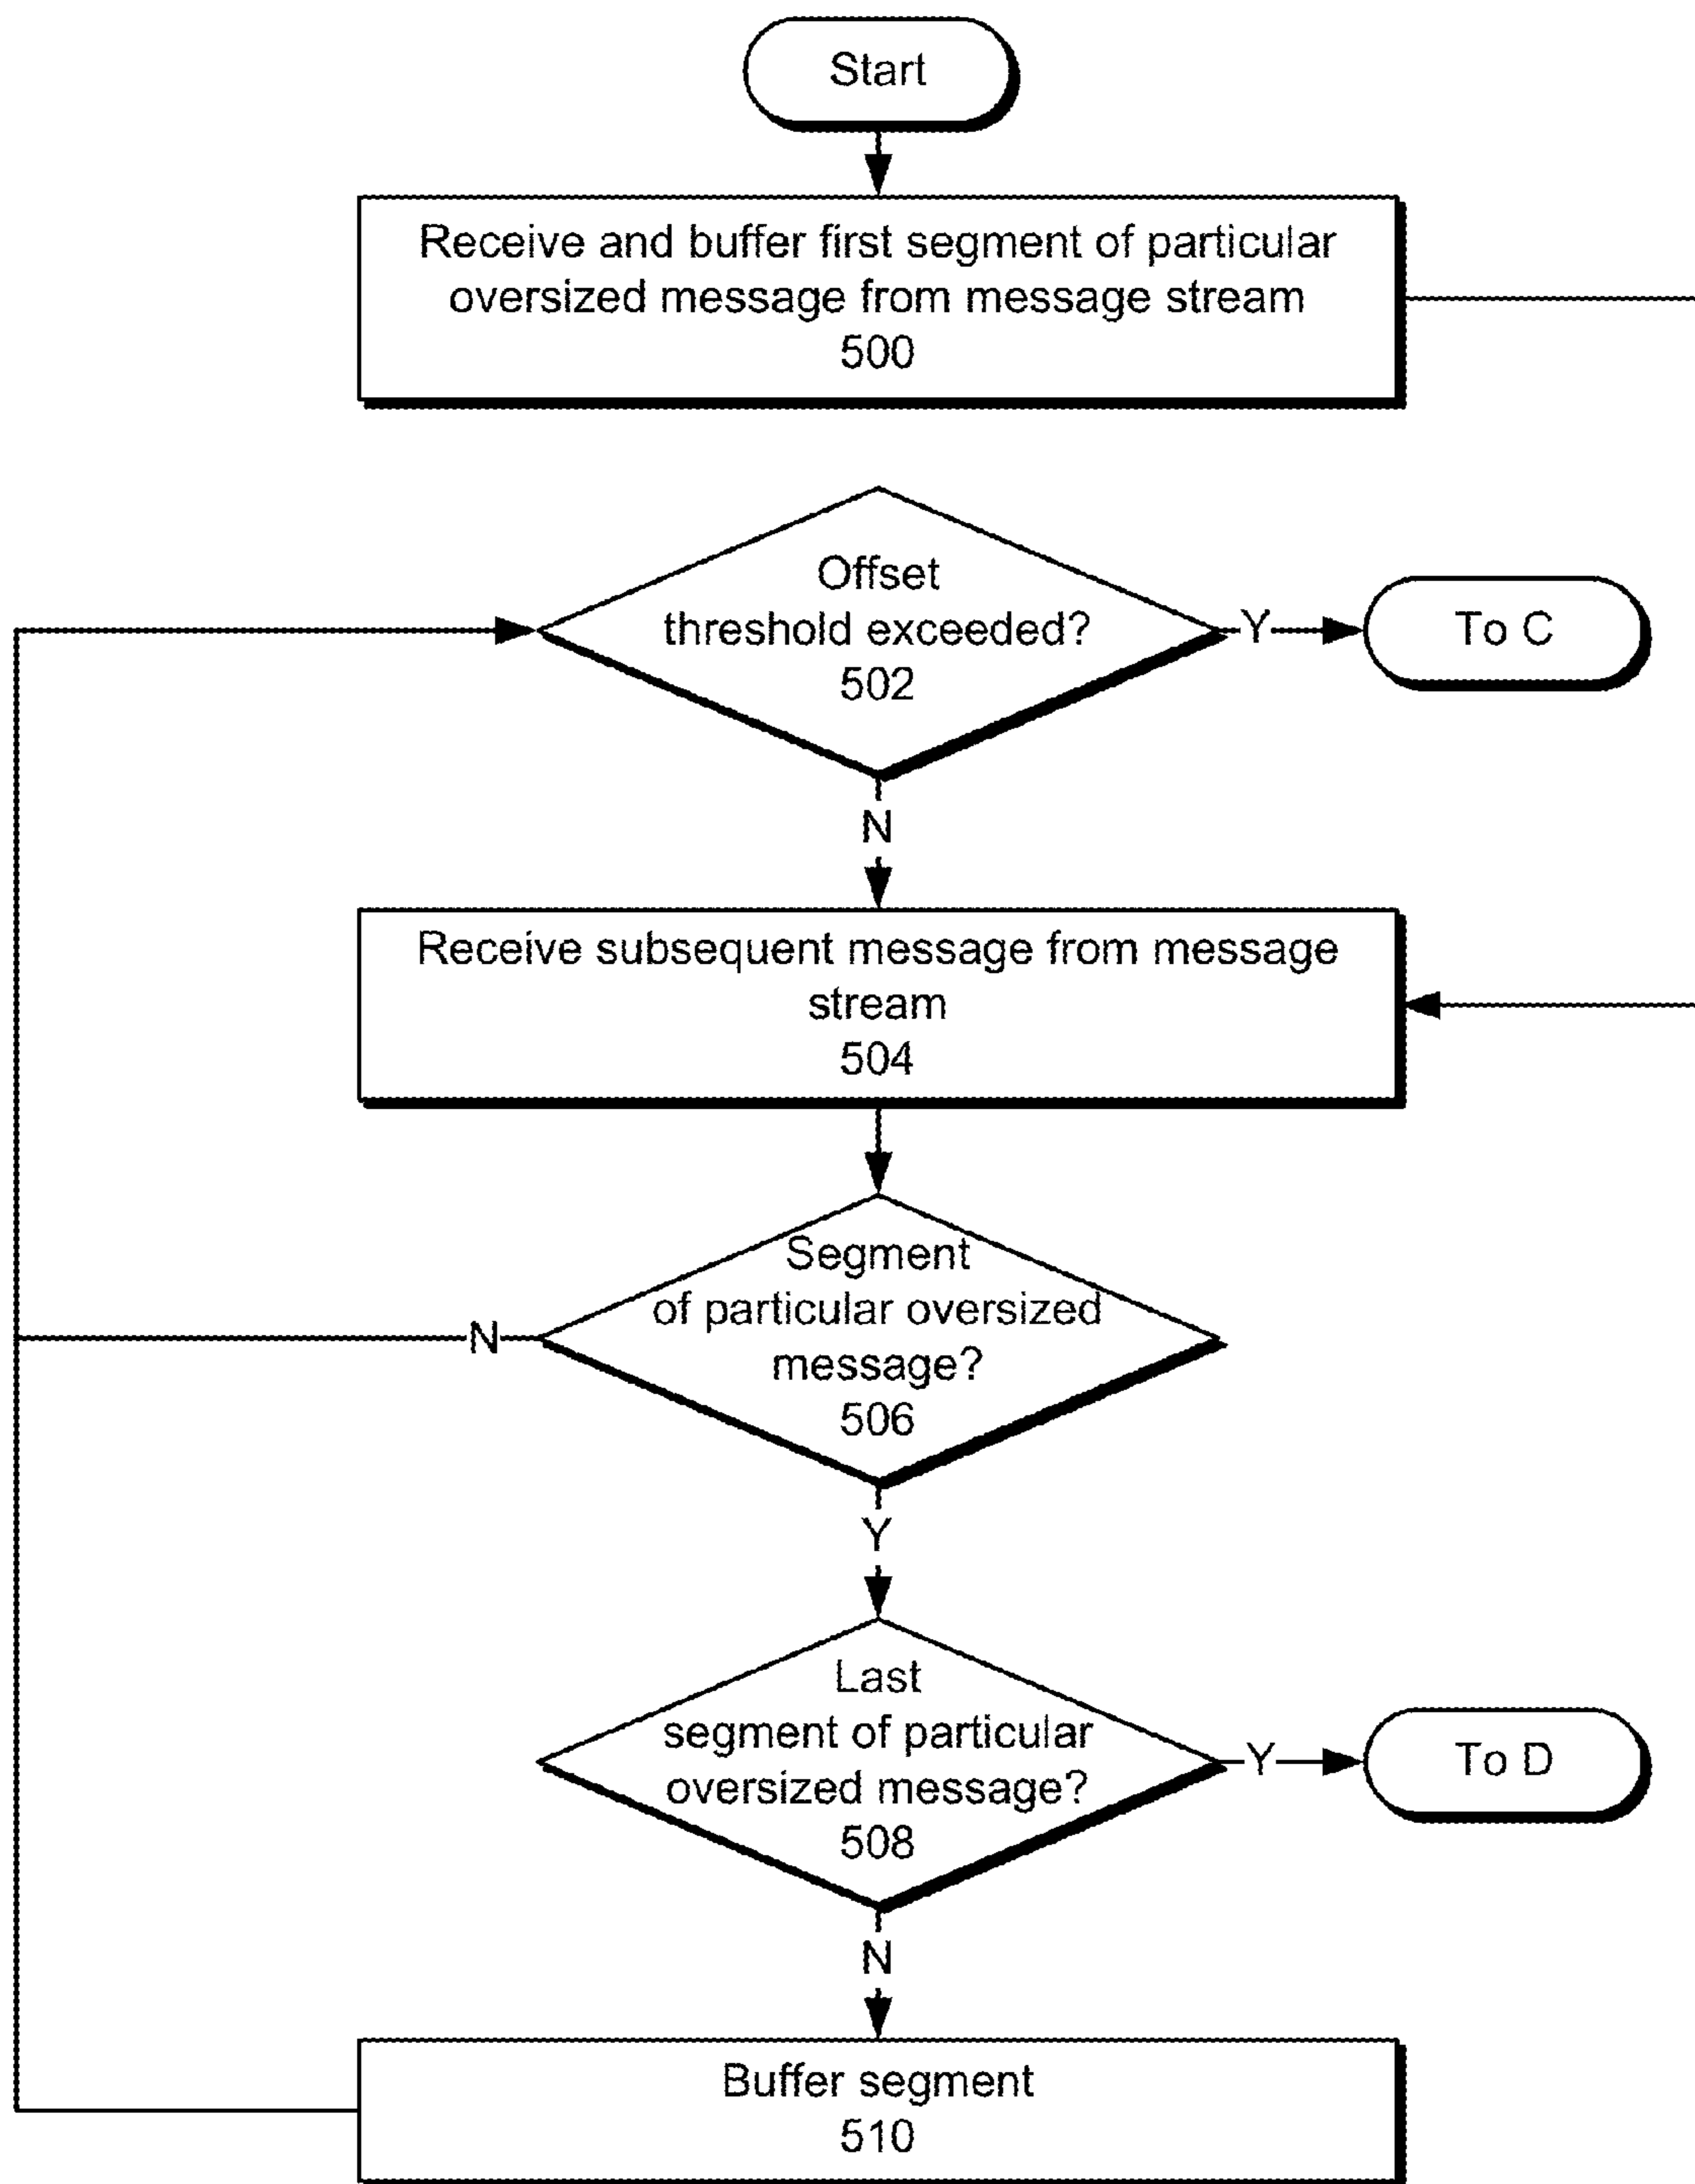 Start
Receive and buffer first segment of particular
oversized message from message stream
500
Offset
threshold exceeded?
502
Y
To C
N
Receive subsequent message from message
stream
504
Segment
of particular oversized
message?
506
N
Y
Last
segment of particular
oversized message?
508
Y
To D
N
Buffer segment
510